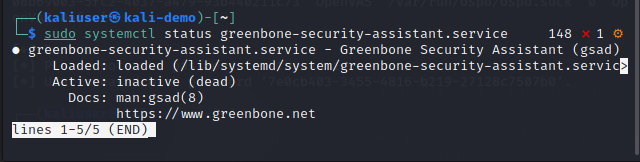 (kaliuser㉿kali-demo)-[~]
$ sudo systemctl status greenbone-security-assistant.service 148 ✗ 1 ⚙
● greenbone-security-assistant.service - Greenbone Security Assistant (gsad)
Loaded: loaded (/lib/systemd/system/greenbone-security-assistant.servic>
Active: inactive (dead)
Docs: man:gsad(8)
https://www.greenbone.net
lines 1-5/5 (END)